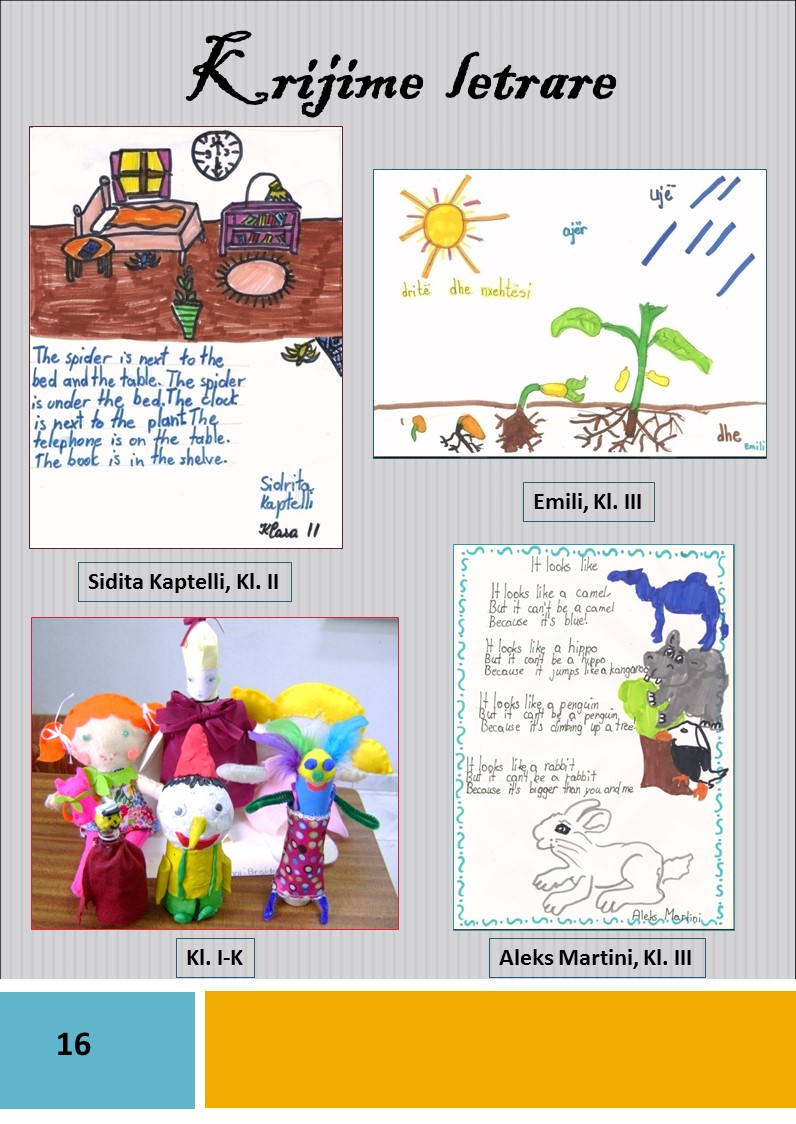 Krijime letrare
The spider is next to the
bed and the table. The spider
is under the bed. The clock
is next to the plant The
telephone is on the table.
The book is in the shelve.
Sidrita
Kaptelli
Klasa II
Sidita Kaptelli, Kl. II
ujë
ajër
dritë dhe nxehtësi
dhe
Emili
Emili, Kl. III
It looks like
It looks like a camel
But it can't be a camel
Because it's blue!
It looks like a hippo
But it can't be a hippo
Because it jumps like a kangaroo
It looks like a penguin
But it can't be a penguin
Because it's climbing up a tree!
It looks like a rabbit
But it can't be a rabbit
Because it's bigger than you and me
Aleks Martini
Kl. I-K
Aleks Martini, Kl. III
16